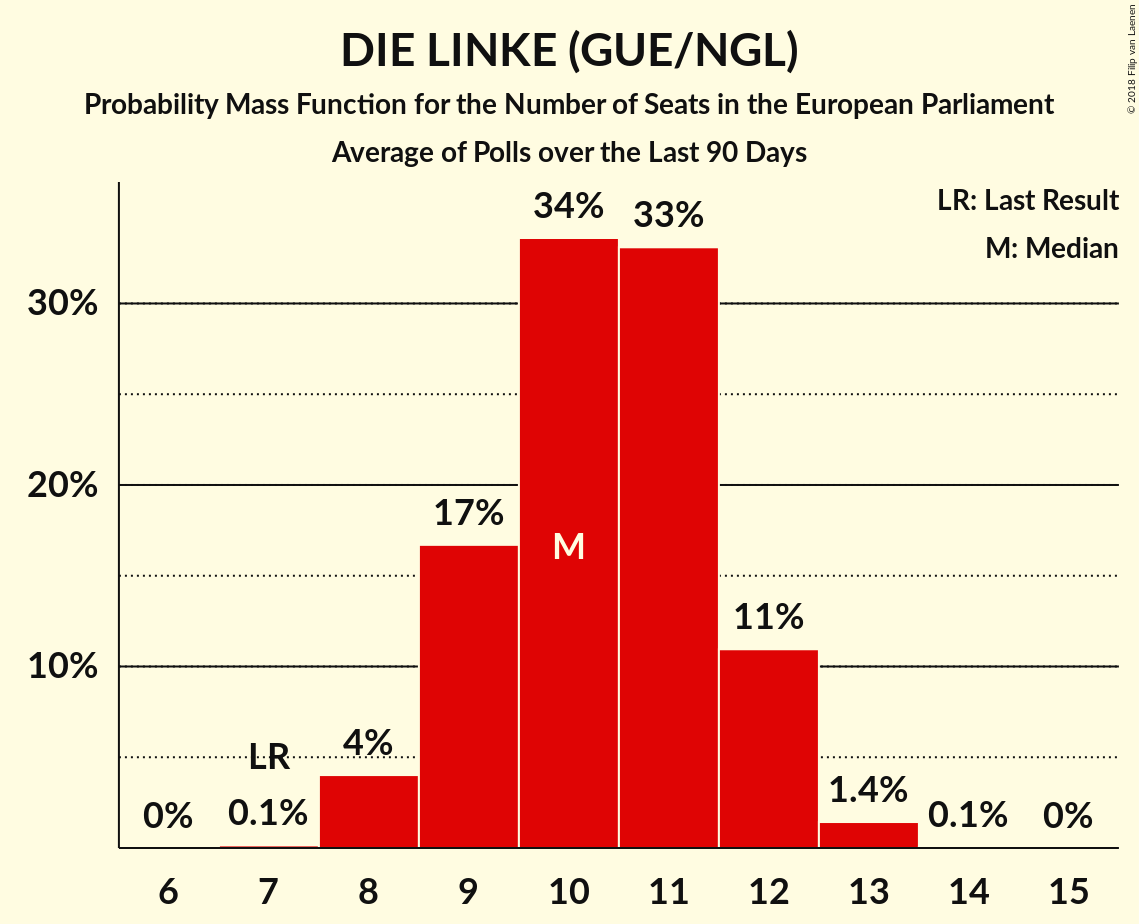 DIE LINKE (GUE/NGL)
Probability Mass Function for the Number of Seats in the European Parliament
Average of Polls over the Last 90 Days
© 2018 Filip van Laenen
LR: Last Result
M: Median
34%
33%
30%
20%
17%
M
11%
10%
LR
4%
1.4%
0%
0.1%
0.1%
0%
6 7 8 9 10 11 12 13 14 15